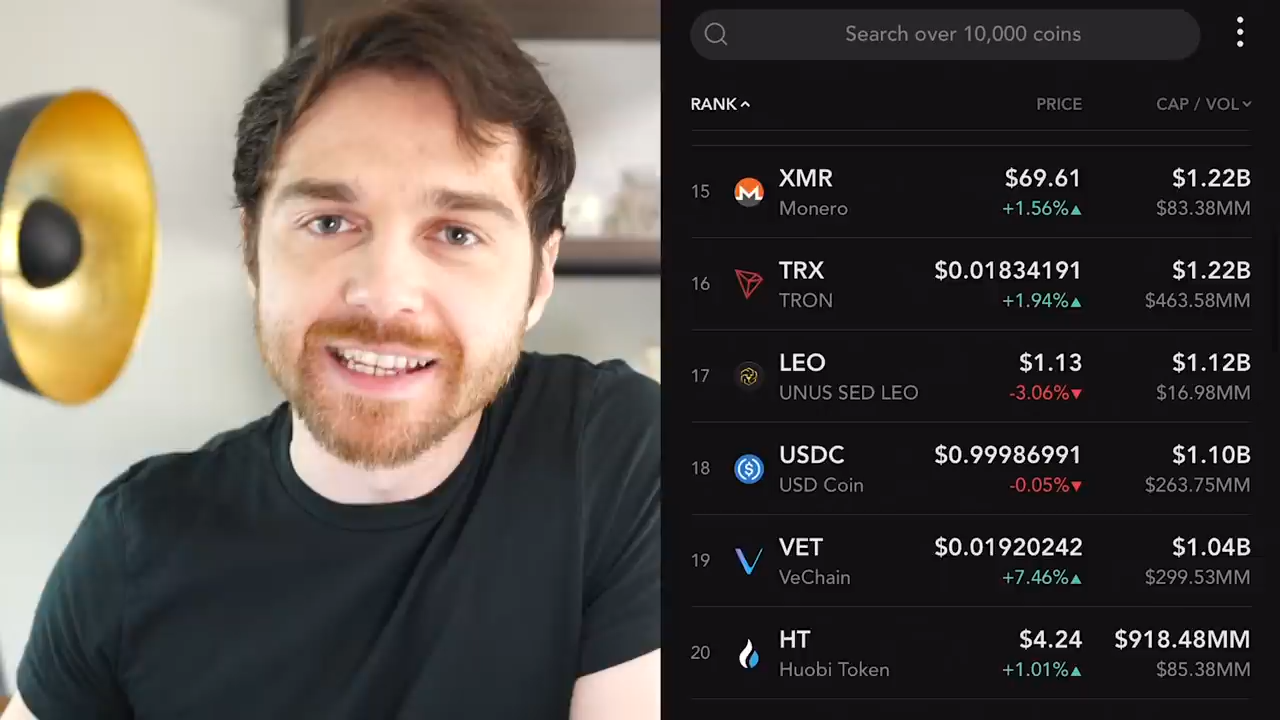 Search over 10,000 coins
RANK PRICE CAP / VOL
15 XMR $69.61 $1.22B
Monero +1.56% $83.38MM
16 TRX $0.01834191 $1.22B
TRON +1.94% $463.58MM
17 LEO $1.13 $1.12B
UNUS SED LEO -3.06% $16.98MM
18 USDC $0.99986991 $1.10B
USD Coin -0.05% $263.75MM
19 VET $0.01920242 $1.04B
VeChain +7.46% $299.53MM
20 HT $4.24 $918.48MM
Huobi Token +1.01% $85.38MM